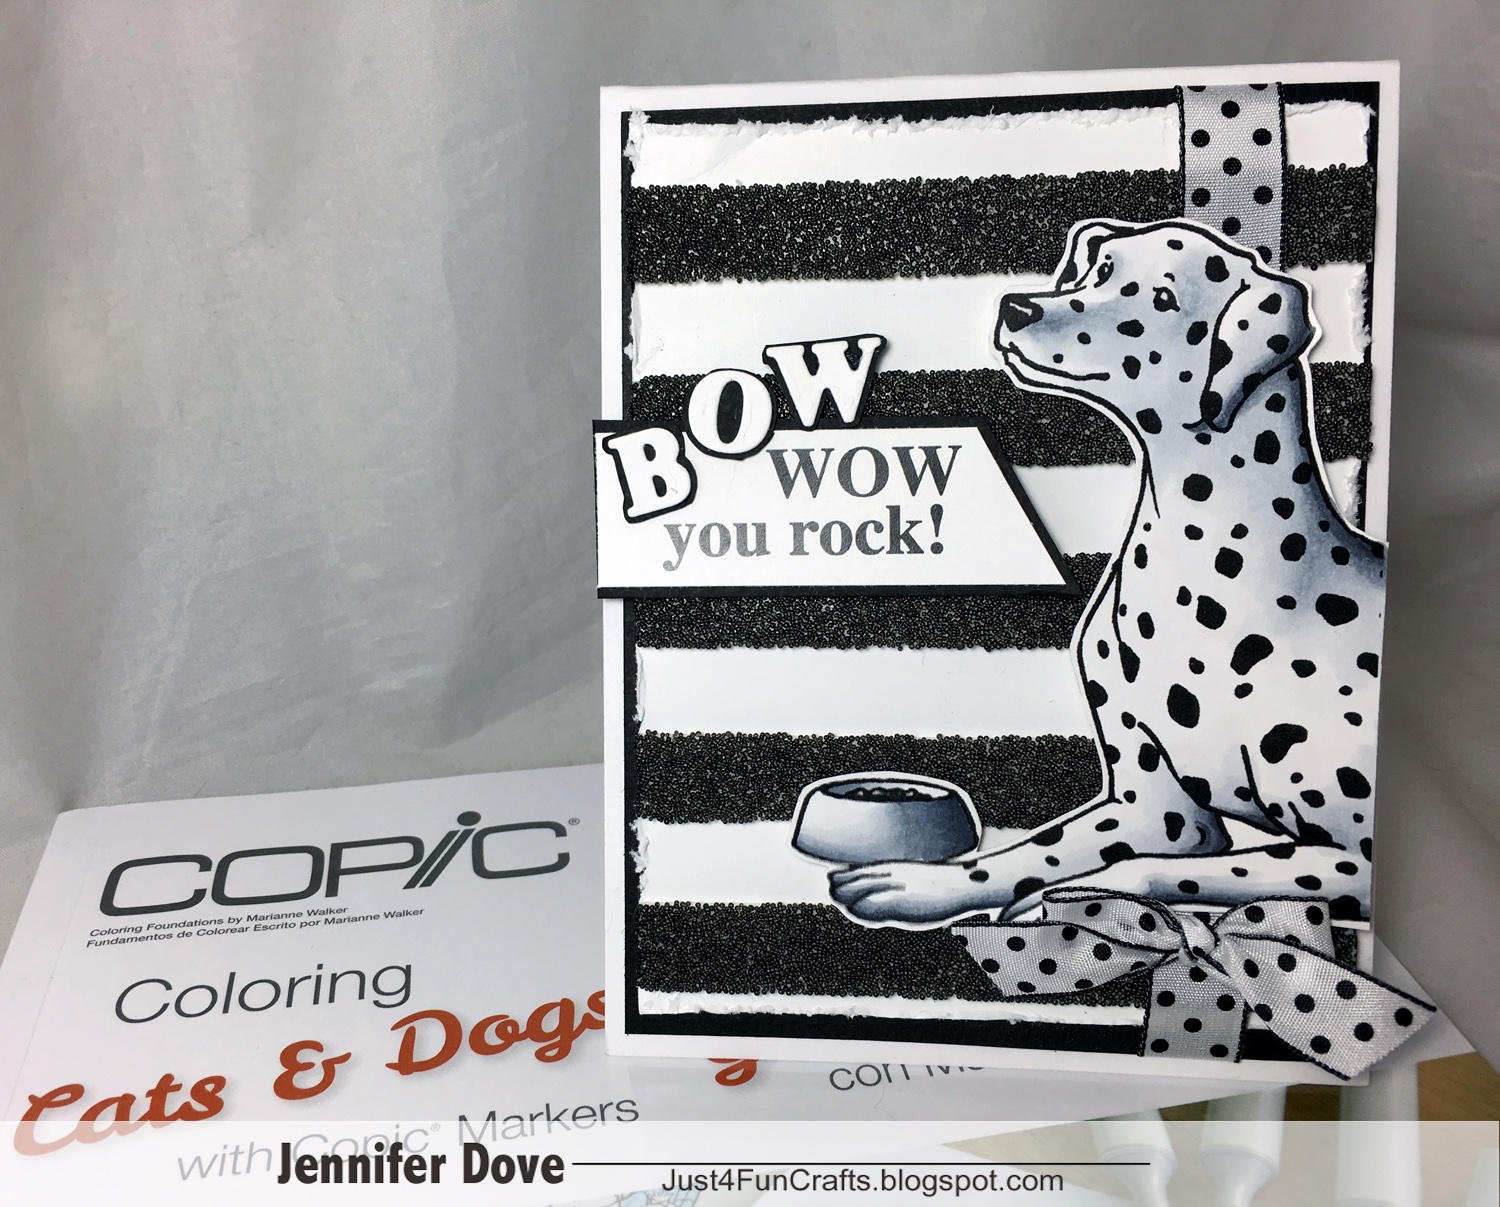 BOW
WOW
you rock!
COPIC®
Coloring Foundations by Marianne Walker
Fundamentos de Colorear Escrito por Marianne Walker
Coloring
Cats & Dogs
with Copic® Markers
con
Jennifer Dove
Just4FunCrafts.blogspot.com